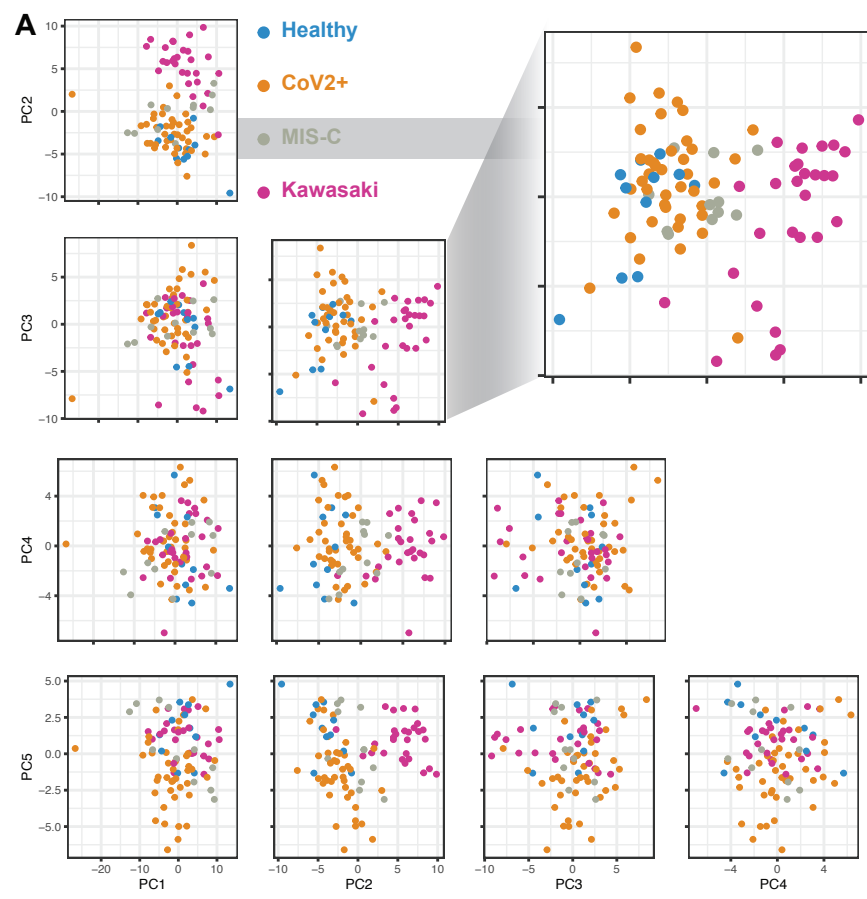 A
Healthy
CoV2+
MIS-C
Kawasaki
10
5
0
−5
−10
PC2
5
0
−5
−10
PC3
4
0
−4
PC4
5.0
2.5
0.0
−2.5
−5.0
PC5
−20 −10 0 10
−10 −5 0 5 10
−10 −5 0 5
−4 0 4
PC1 PC2 PC3 PC4